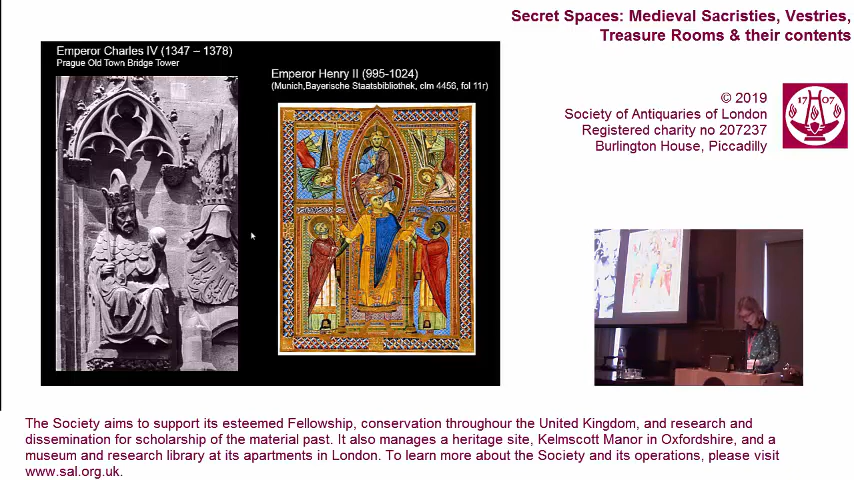 Secret Spaces: Medieval Sacristies, Vestries,
Treasure Rooms & their contents
Emperor Charles IV (1347 – 1378)
Prague Old Town Bridge Tower
Emperor Henry II (995-1024)
(Munich,Bayerische Staatsbibliothek, clm 4456, fol 11r)
© 2019
Society of Antiquaries of London
Registered charity no 207237
Burlington House, Piccadilly
1707
The Society aims to support its esteemed Fellowship, conservation throughour the United Kingdom, and research and
dissemination for scholarship of the material past. It also manages a heritage site, Kelmscott Manor in Oxfordshire, and a
museum and research library at its apartments in London. To learn more about the Society and its operations, please visit
www.sal.org.uk.